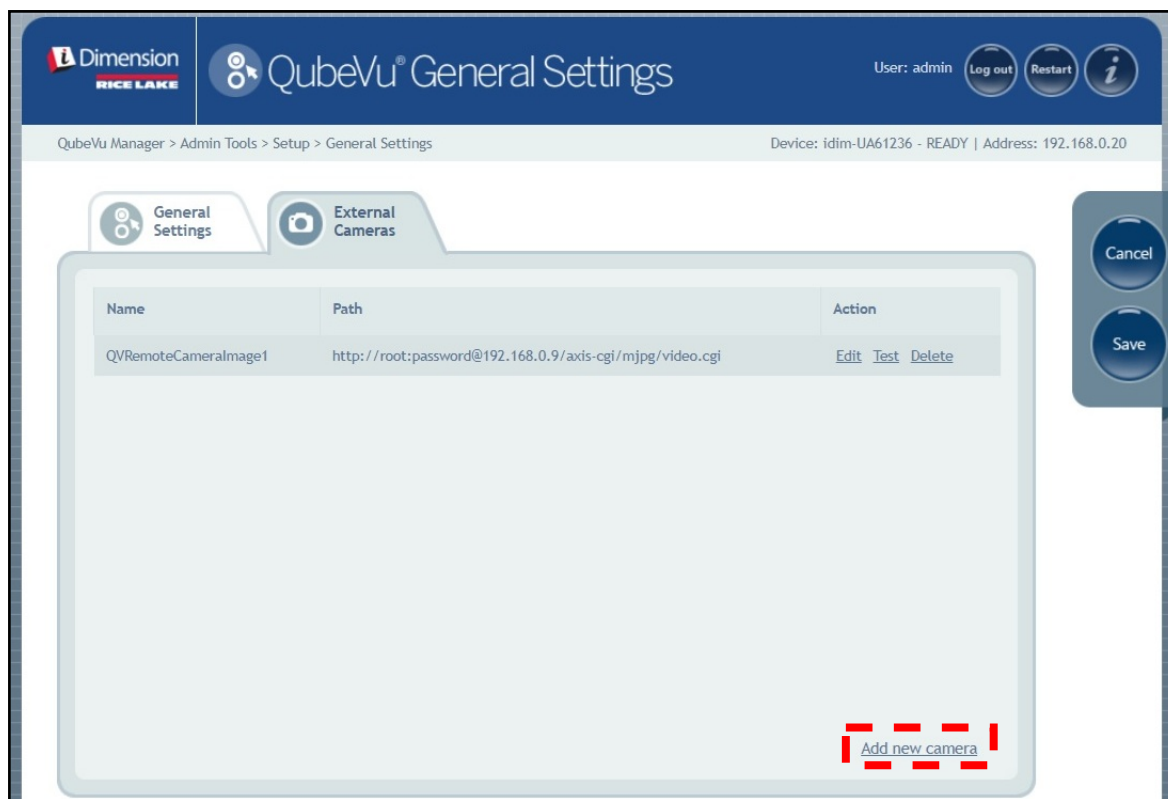 i Dimension
RICE LAKE
QubeVu® General Settings
User: admin
Log out
Restart
i
QubeVu Manager > Admin Tools > Setup > General Settings
Device: idim-UA61236 - READY | Address: 192.168.0.20
General
Settings
External
Cameras
Cancel
Save
Name Path Action
QVRemoteCameraImage1 http://root:password@192.168.0.9/axis-cgi/mjpg/video.cgi Edit Test Delete
Add new camera